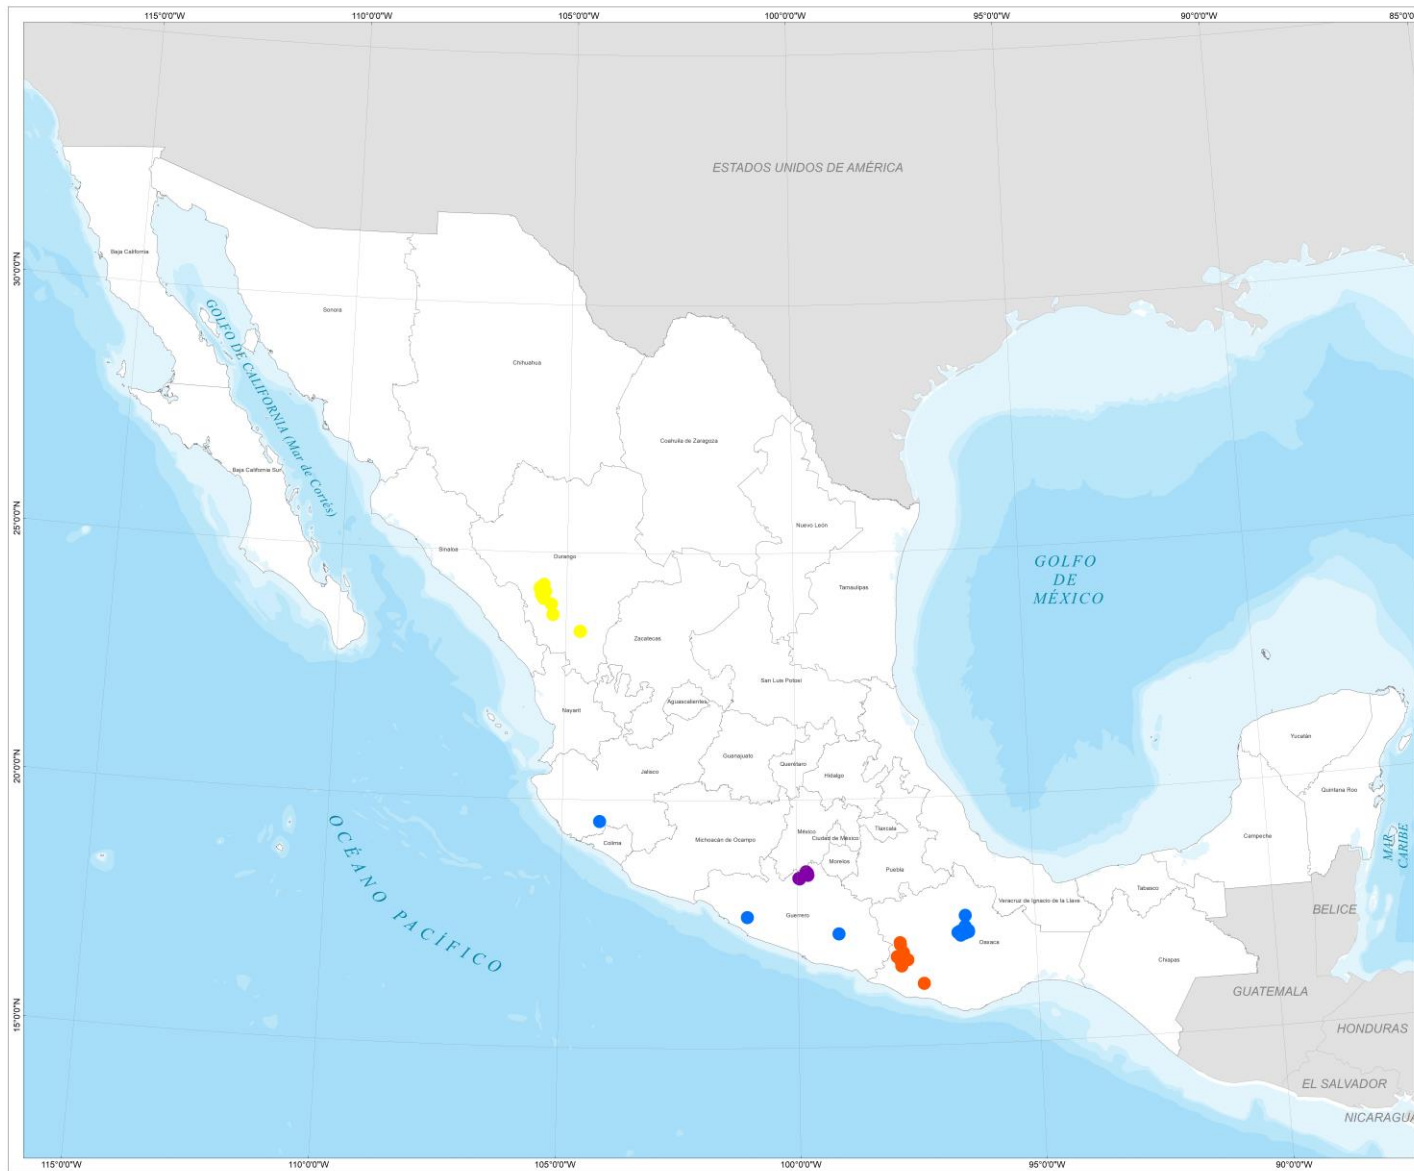 115°0'0"W 110°0'0"W 105°0'0"W 100°0'0"W 95°0'0"W 90°0'0"W 85°0'0"W
ESTADOS UNIDOS DE AMÉRICA
30°0'0"N
Baja California
Sonora
GOLFO DE CALIFORNIA (Mar de Cortés)
Chihuahua
Coahuila de Zaragoza
Baja California Sur
25°0'0"N
Nuevo León
Sinaloa
Durango
Tamaulipas
GOLFO
DE
MÉXICO
Zacatecas
San Luis Potosí
Nayarit
Aguascalientes
Yucatán
20°0'0"N
Guanajuato
Querétaro
Hidalgo
Jalisco
Quintana Roo
OCÉANO PACÍFICO
Colima
Michoacán de Ocampo
México
Ciudad de México
Tlaxcala
Campeche
MAR
CARIBE
Morelos
Puebla
Tabasco
Veracruz de Ignacio de la Llave
BELICE
Guerrero
Oaxaca
Chiapas
GUATEMALA
15°0'0"N
HONDURAS
EL SALVADOR
NICARAGUA
115°0'0"W 110°0'0"W 105°0'0"W 100°0'0"W 95°0'0"W 90°0'0"W